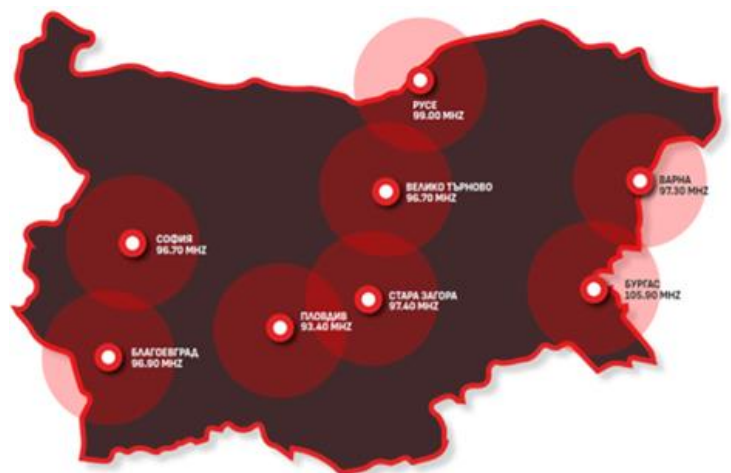 РУСЕ
99.00 MHZ
ВЕЛИКО ТЪРНОВО
96.70 MHZ
ВАРНА
97.30 MHZ
СОФИЯ
96.70 MHZ
БУРГАС
105.90 MHZ
СТАРА ЗАГОРА
97.40 MHZ
ПЛОВДИВ
93.40 MHZ
БЛАГОЕВГРАД
96.90 MHZ